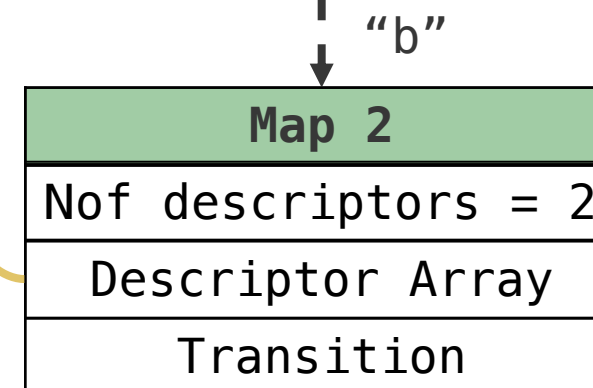 “b”
Map 2
Nof descriptors = 2
Descriptor Array
Transition